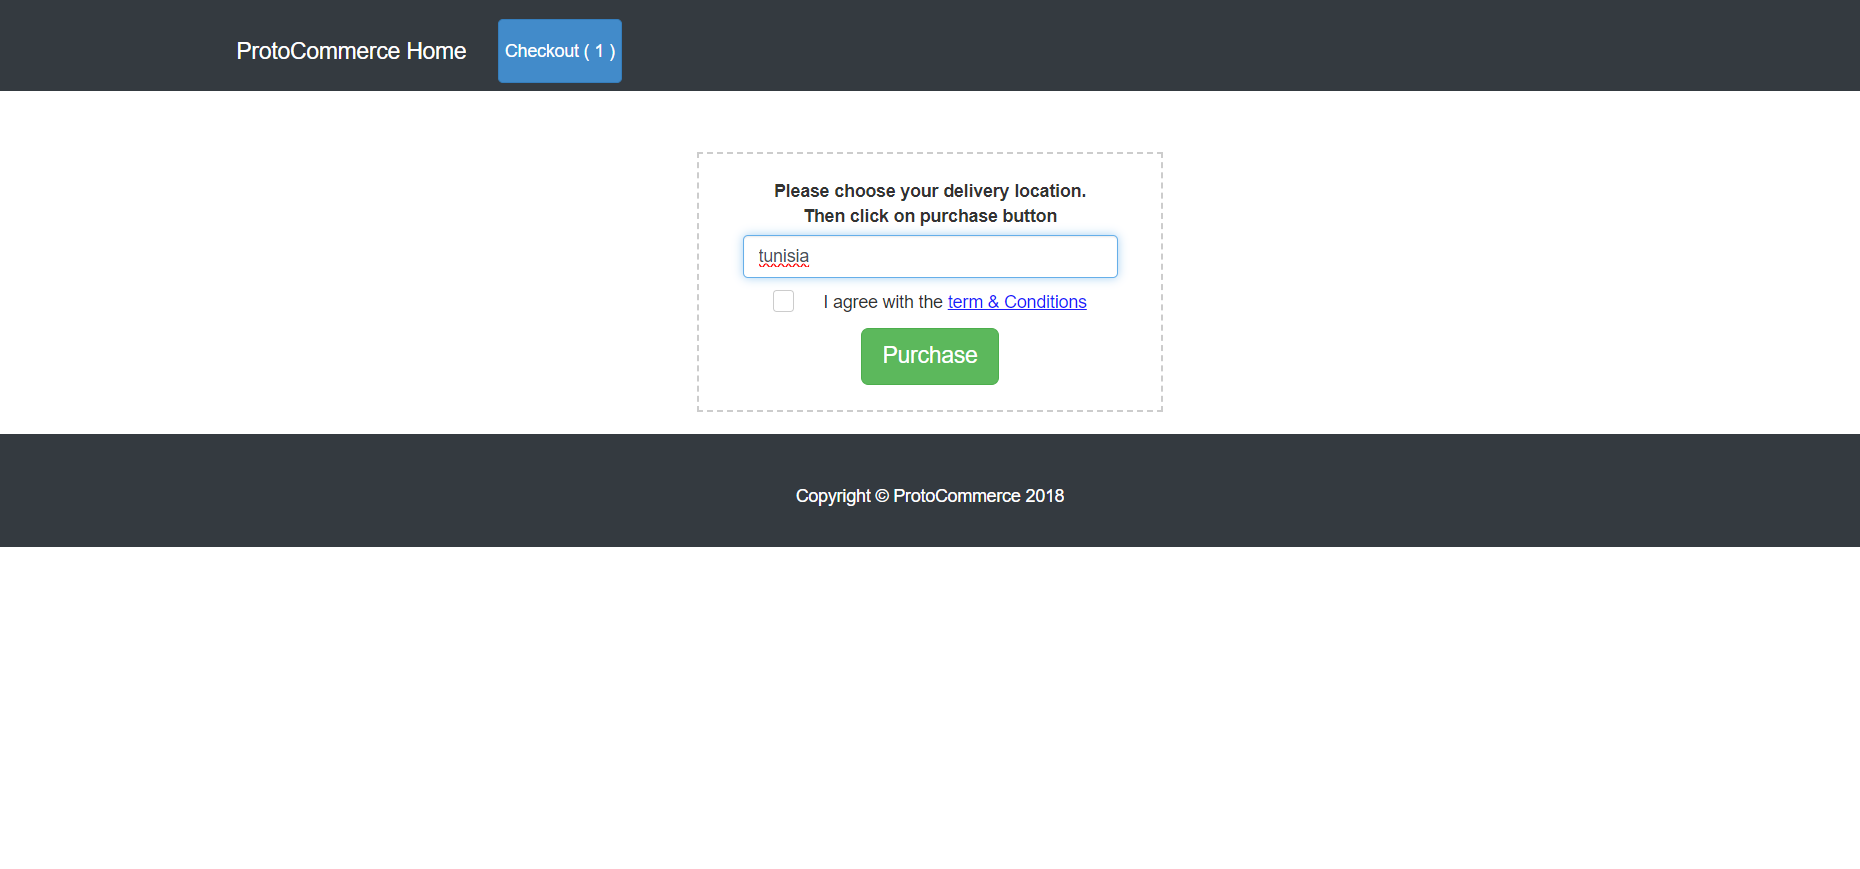 ProtoCommerce Home
Checkout ( 1 )
Please choose your delivery location.
Then click on purchase button
tunisia
I agree with the term & Conditions
Purchase
Copyright © ProtoCommerce 2018